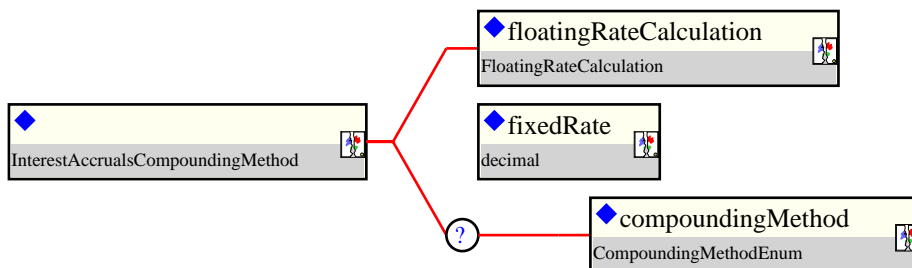 floatingRateCalculation
FloatingRateCalculation
InterestAccrualsCompoundingMethod
fixedRate
decimal
?
compoundingMethod
CompoundingMethodEnum